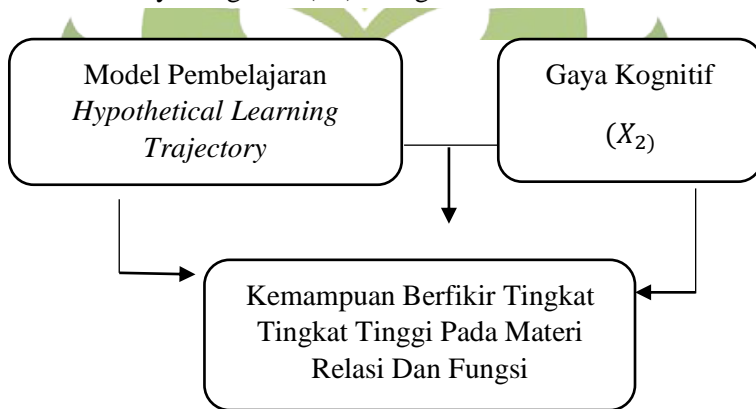 Model Pembelajaran
Hypothetical Learning
Trajectory
Gaya Kognitif
(X₂)
Kemampuan Berfikir Tingkat
Tingkat Tinggi Pada Materi
Relasi Dan Fungsi